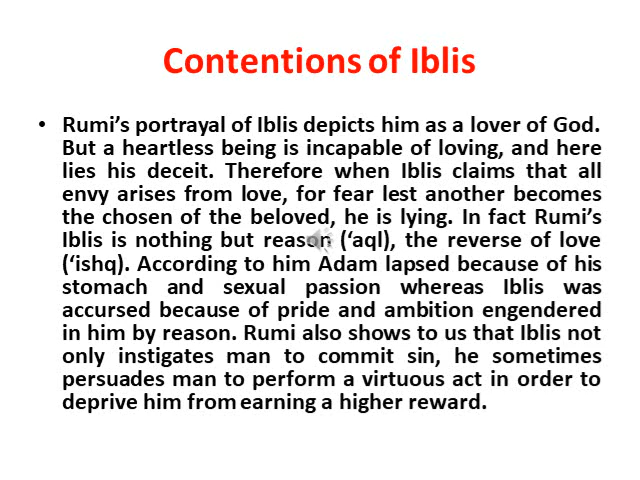 Contentions of Iblis
• Rumi’s portrayal of Iblis depicts him as a lover of God.
But a heartless being is incapable of loving, and here
lies his deceit. Therefore when Iblis claims that all
envy arises from love, for fear lest another becomes
the chosen of the beloved, he is lying. In fact Rumi’s
Iblis is nothing but reason (‘aql), the reverse of love
(‘ishq). According to him Adam lapsed because of his
stomach and sexual passion whereas Iblis was
accursed because of pride and ambition engendered
in him by reason. Rumi also shows to us that Iblis not
only instigates man to commit sin, he sometimes
persuades man to perform a virtuous act in order to
deprive him from earning a higher reward.